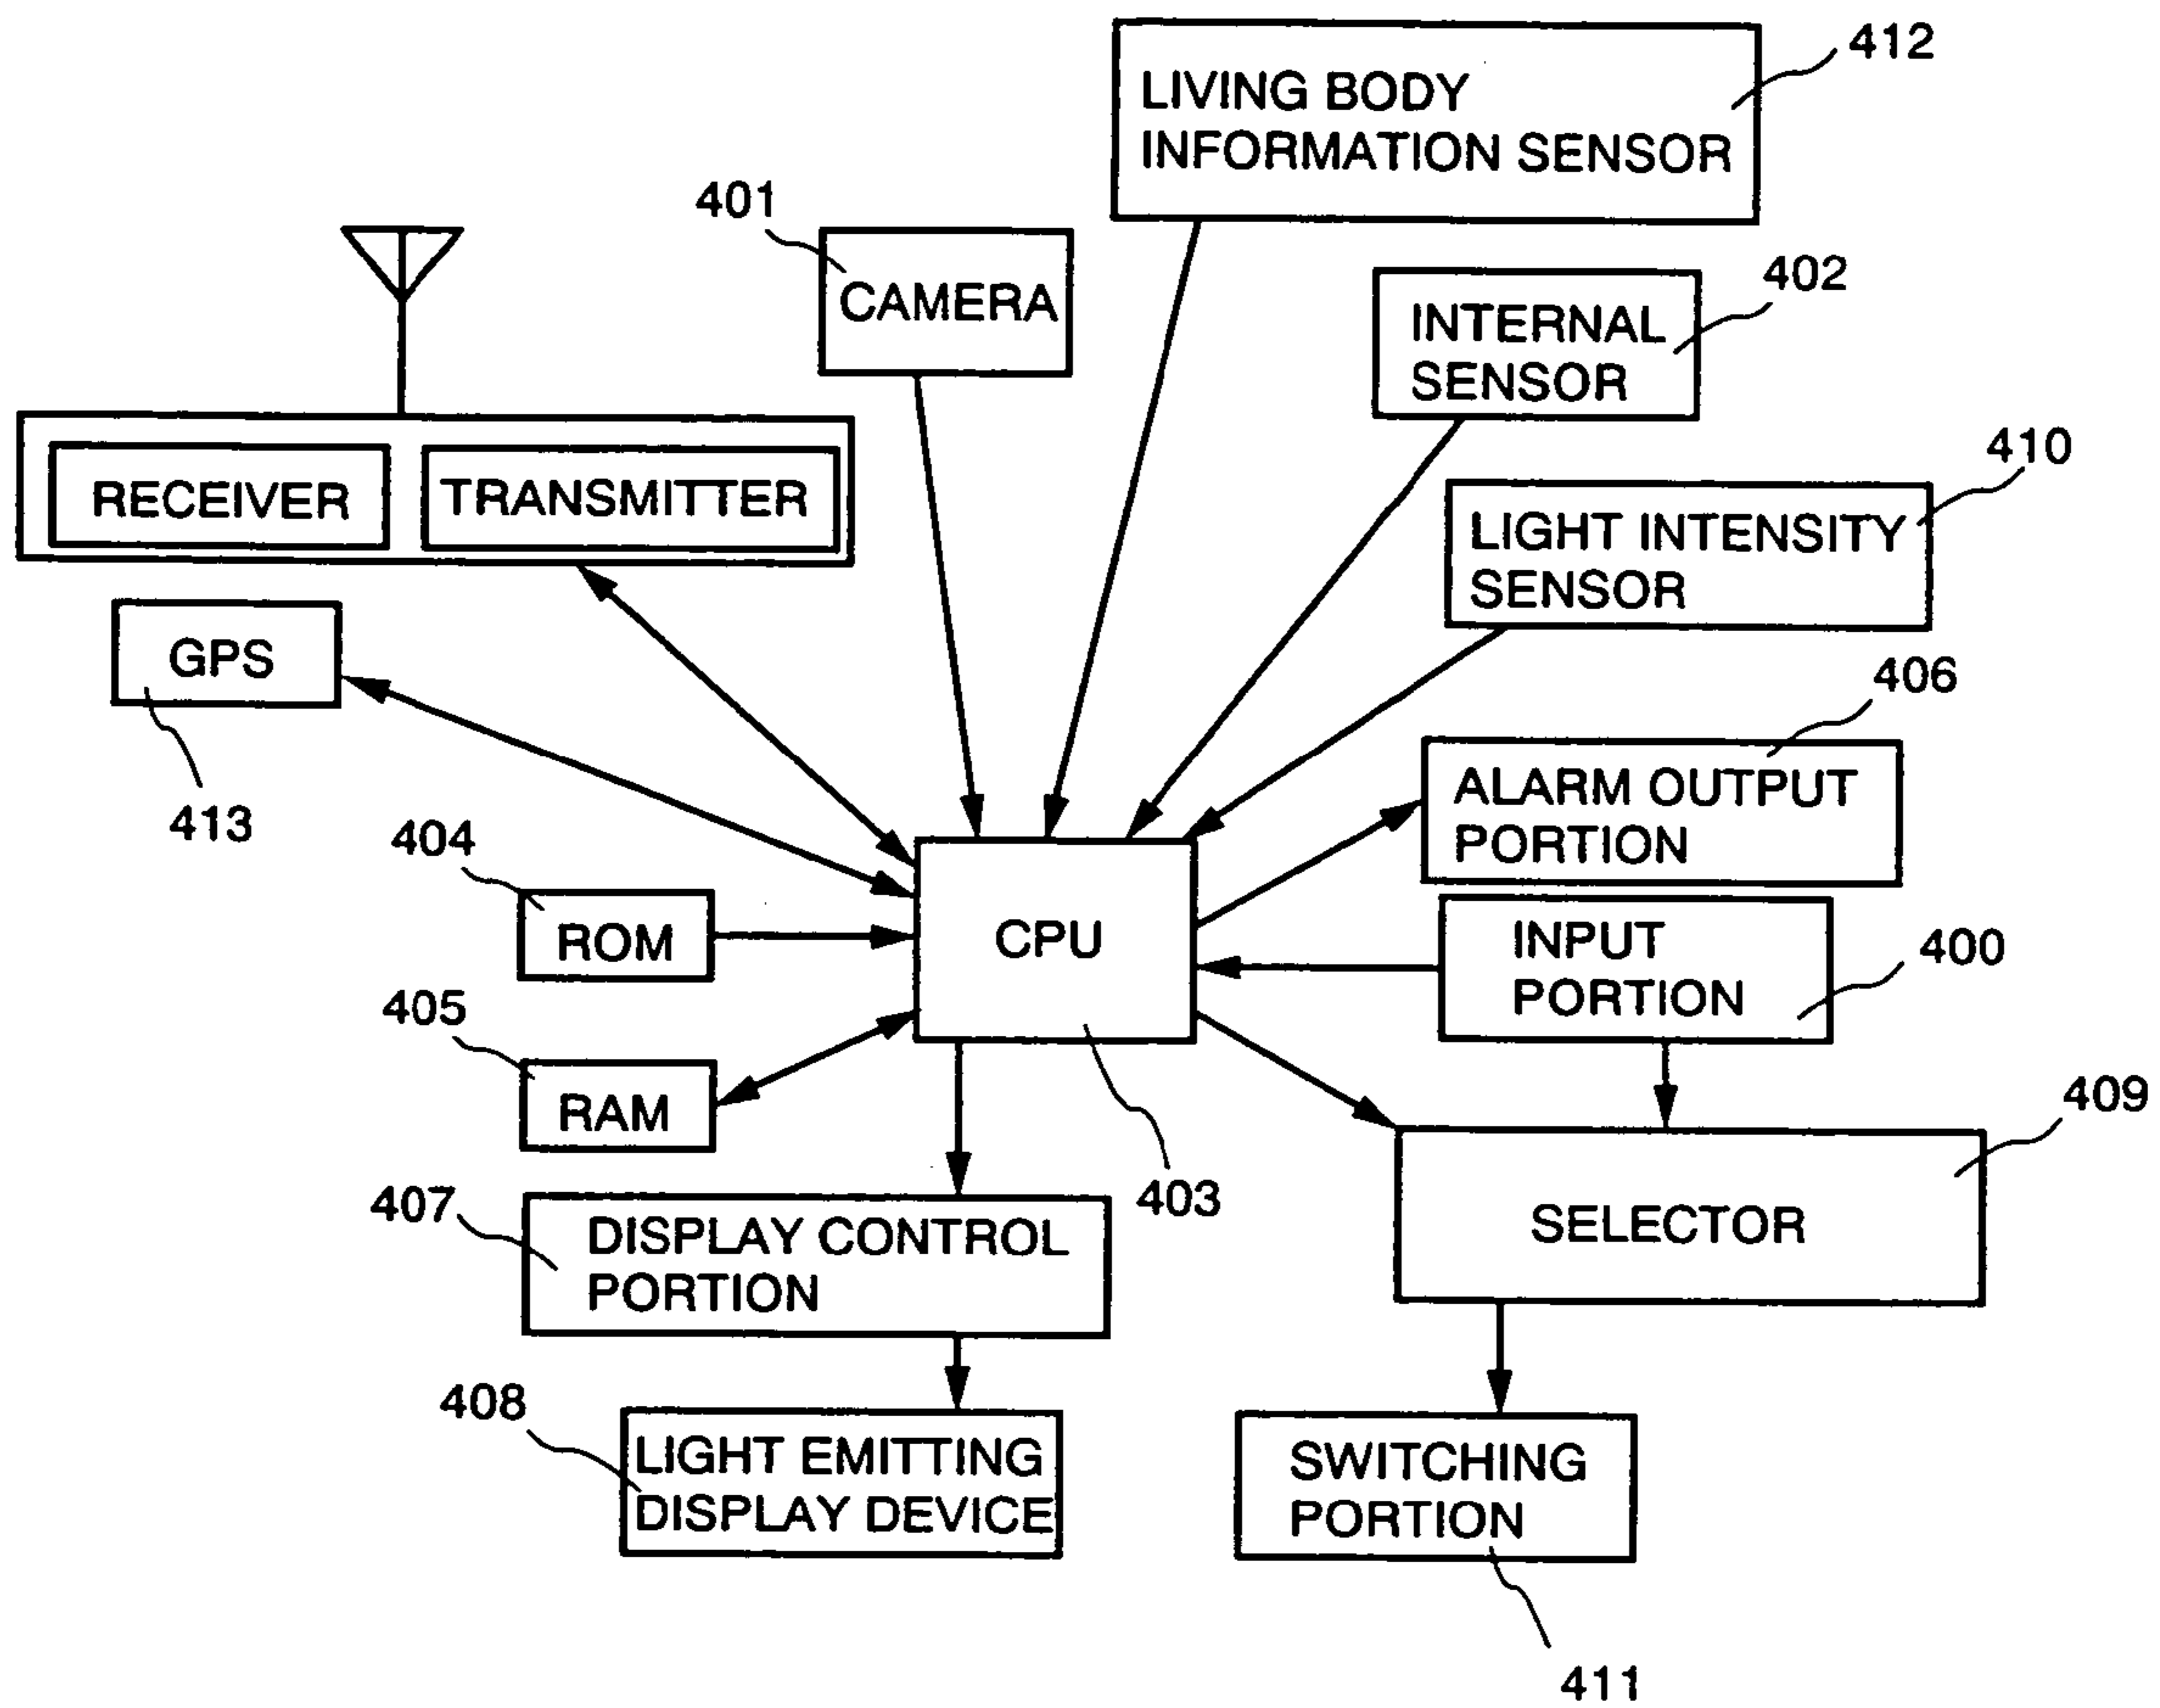 412
LIVING BODY
INFORMATION SENSOR
401
CAMERA
402
INTERNAL
SENSOR
RECEIVER
TRANSMITTER
410
LIGHT INTENSITY
SENSOR
GPS
413
406
ALARM OUTPUT
PORTION
404
ROM
CPU
INPUT
PORTION
400
405
RAM
403
409
SELECTOR
407
DISPLAY CONTROL
PORTION
408
LIGHT EMITTING
DISPLAY DEVICE
SWITCHING
PORTION
411